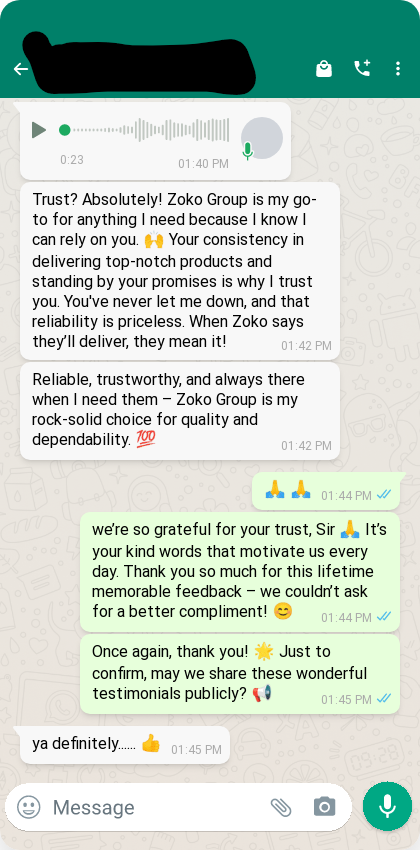 0:23 01:40 PM
Trust? Absolutely! Zoko Group is my go-
to for anything I need because I know I
can rely on you. 🙌 Your consistency in
delivering top-notch products and
standing by your promises is why I trust
you. You've never let me down, and that
reliability is priceless. When Zoko says
they’ll deliver, they mean it! 01:42 PM
Reliable, trustworthy, and always there
when I need them – Zoko Group is my
rock-solid choice for quality and
dependability. 💯 01:42 PM
🙏 🙏 01:44 PM
we’re so grateful for your trust, Sir 🙏 It’s
your kind words that motivate us every
day. Thank you so much for this lifetime
memorable feedback – we couldn’t ask
for a better compliment! 😊 01:44 PM
Once again, thank you! 🌟 Just to
confirm, may we share these wonderful
testimonials publicly? 📢 01:45 PM
ya definitely...... 👍 01:45 PM
Message